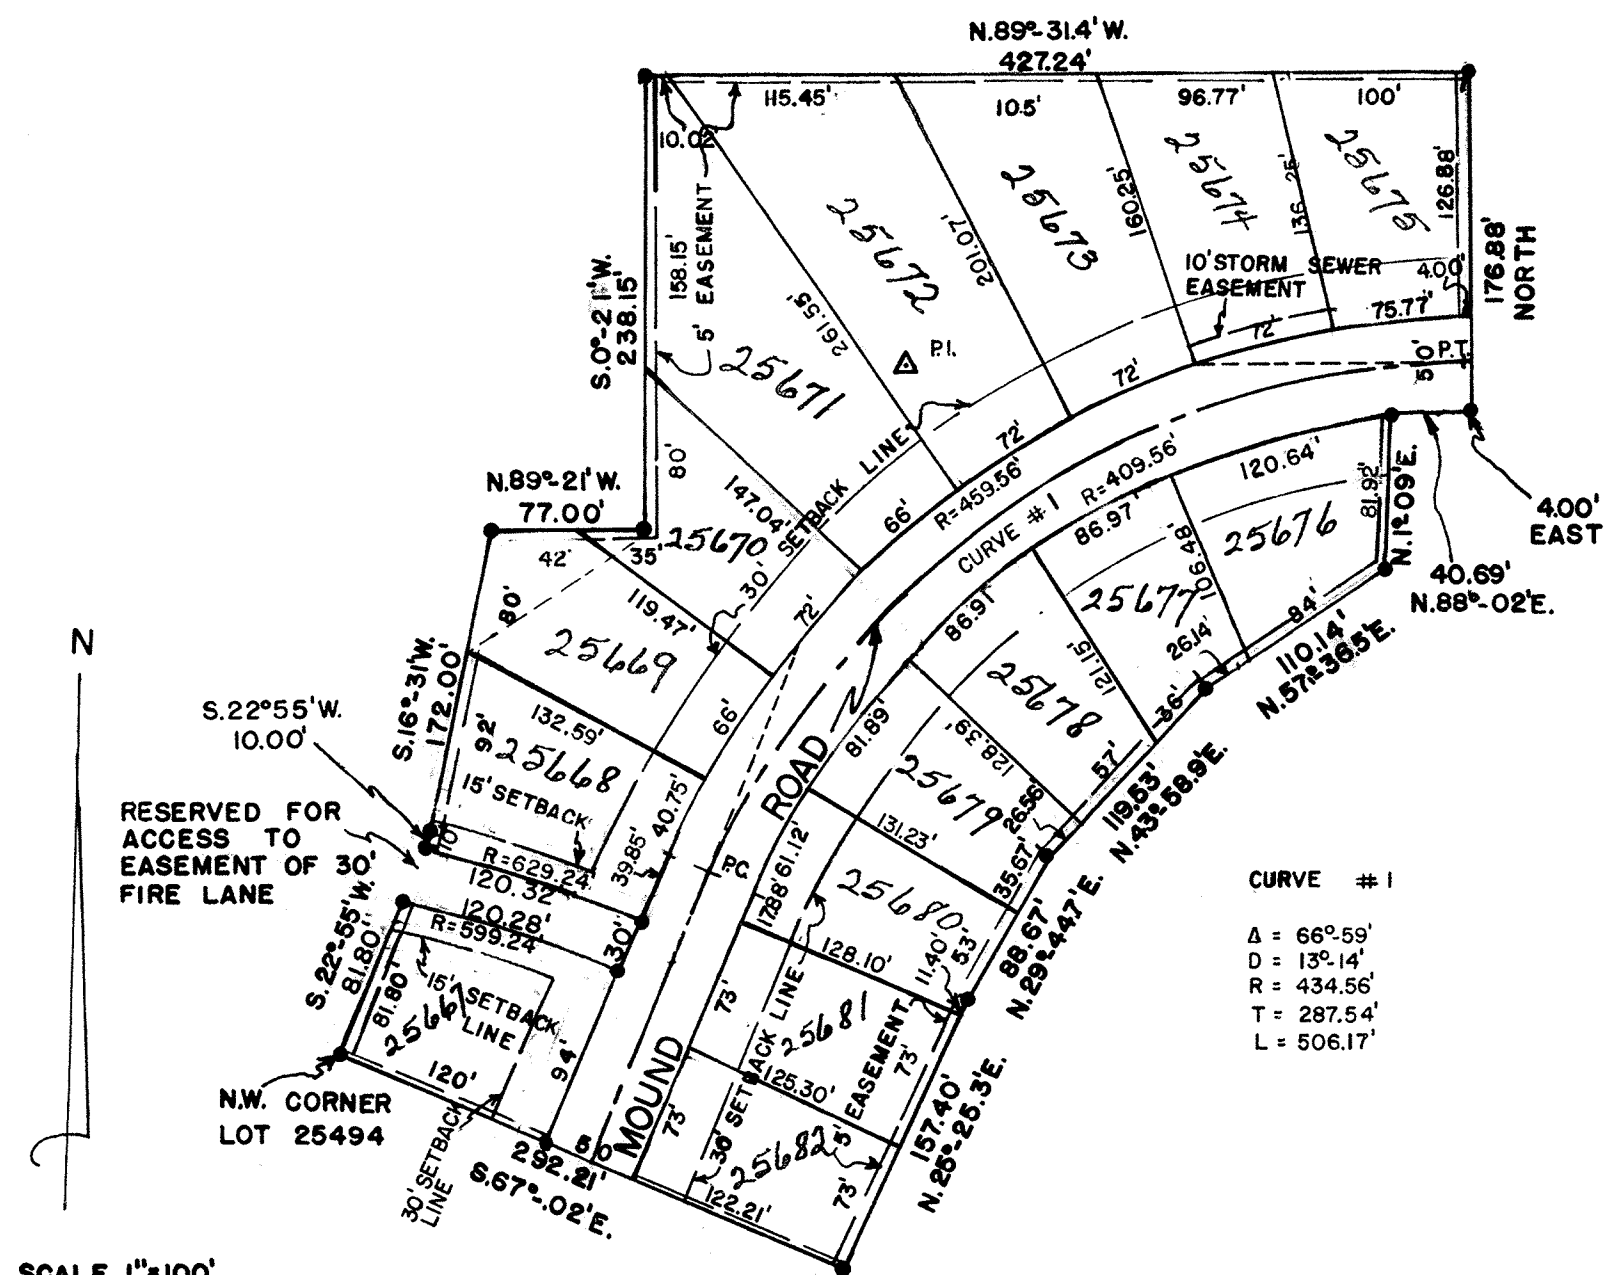 N.89°-31.4'W.
427.24'
115.45'
10.5'
96.77'
100'
10.02'
5' EASEMENT
158.15'
S.0°-21'W.
238.15'
25671
25672
25673
25674
25675
261.55'
201.07'
160.25'
136.25'
126.88'
176.88'
NORTH
10' STORM SEWER
EASEMENT
4.00'
75.77'
72'
P.I.
50'
P.T.
72'
72'
66'
R=459.56'
R=409.56'
CURVE #1
120.64'
81.92'
N.1°09'E.
4.00'
EAST
40.69'
N.88°-02'E.
80'
N.89°-21'W.
77.00'
42'
35'
25670
147.04'
30' SETBACK LINE
72'
119.47'
80'
25669
86.97
86.91
25676
25677
106.48'
84'
26.14'
110.14'
N.57°-36.5'E.
121.15'
36'
25678
128.39'
57'
119.53'
N.43°-58.9'E.
N
S.16°-31'W.
172.00'
S.22°55'W.
10.00'
92'
132.59'
66'
25668
15' SETBACK
40.75'
39.85'
10'
R=629.24'
120.32'
120.28'
R=599.24'
RESERVED FOR
ACCESS TO
EASEMENT OF 30'
FIRE LANE
30'
P.C.
MOUND ROAD
81.89'
25679
26.56'
131.23'
35.67'
61.12'
17.88'
25680
88.67'
N.29°-44.7'E.
53'
11.40'
128.10'
S.22°-55'W.
81.80'
81.80'
15' SETBACK
LINE
25667
120'
94'
N.W. CORNER
LOT 25494
30' SETBACK
LINE
50
292.21'
S.67°-02'E.
73'
73'
25681
125.30'
30' SETBACK LINE
5' EASEMENT
73'
25682
73'
122.21'
157.40'
N.25°-25.3'E.
CURVE #1
Δ = 66°-59'
D = 13°-14'
R = 434.56'
T = 287.54'
L = 506.17'
SCALE 1"=100'